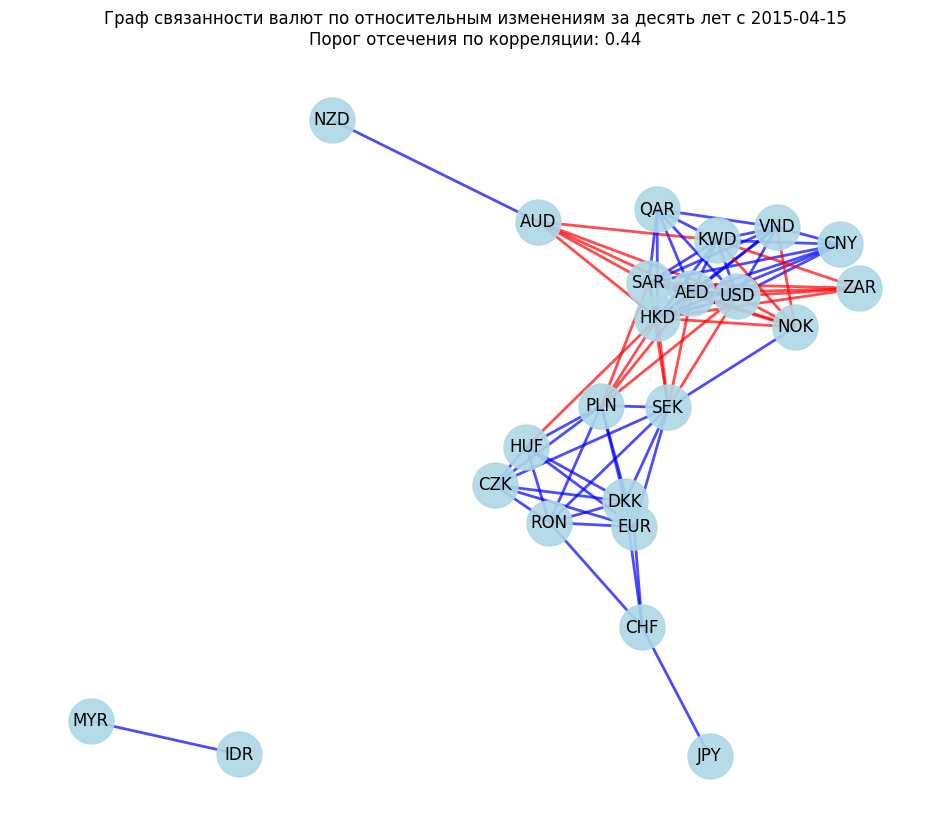 Граф связанности валют по относительным изменениям за десять лет с 2015-04-15
Порог отсечения по корреляции: 0.44
NZD
AUD
QAR
VND
KWD
CNY
SAR
AED
USD
ZAR
HKD
NOK
PLN
SEK
HUF
CZK
DKK
RON
EUR
CHF
MYR
IDR
JPY